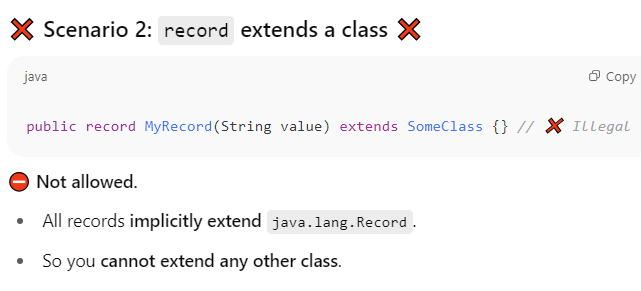 ❌ Scenario 2: record extends a class ❌
java Copy
public record MyRecord(String value) extends SomeClass {} // ❌ Illegal
⛔ Not allowed.
• All records implicitly extend java.lang.Record.
• So you cannot extend any other class.